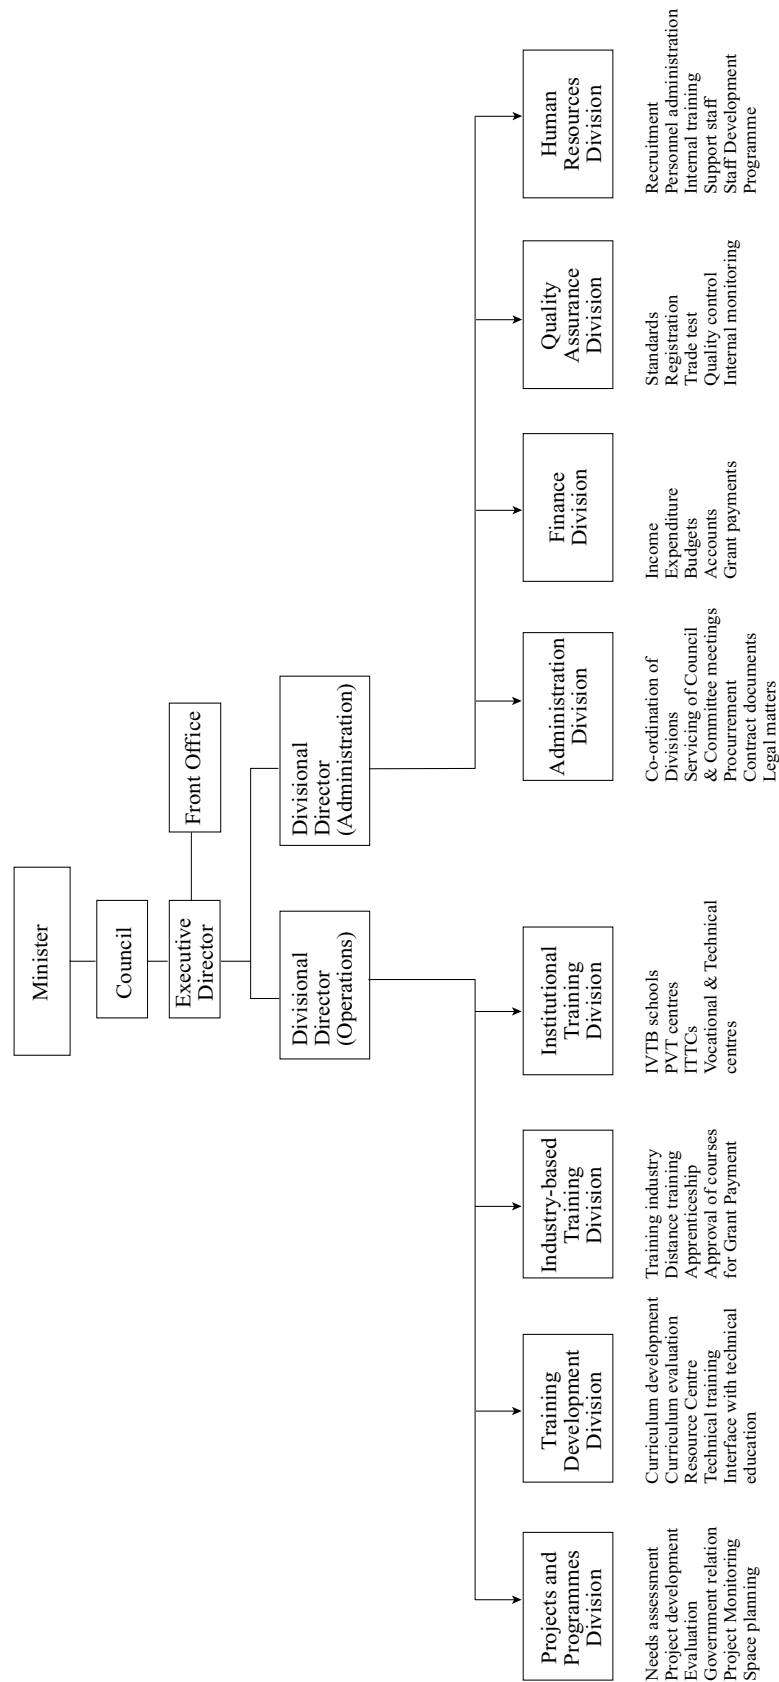 Minister
Council
Executive
Director
Front Office
Divisional
Director
(Operations)
Divisional
Director
(Administration)
Projects and
Programmes
Division
Training
Development
Division
Industry-based
Training
Division
Institutional
Training
Division
Administration
Division
Finance
Division
Quality
Assurance
Division
Human
Resources
Division
Needs assessment
Project development
Evaluation
Government relation
Project Monitoring
Space planning
Curriculum development
Curriculum evaluation
Resource Centre
Technical training
Interface with technical
education
Training industry
Distance training
Apprenticeship
Approval of courses
for Grant Payment
IVTB schools
PVT centres
ITTCs
Vocational & Technical
centres
Co-ordination of
Divisions
Servicing of Council
& Committee meetings
Procurrement
Contract documents
Legal matters
Income
Expenditure
Budgets
Accounts
Grant payments
Standards
Registration
Trade test
Quality control
Internal monitoring
Recruitment
Personnel administration
Internal training
Support staff
Staff Development
Programme